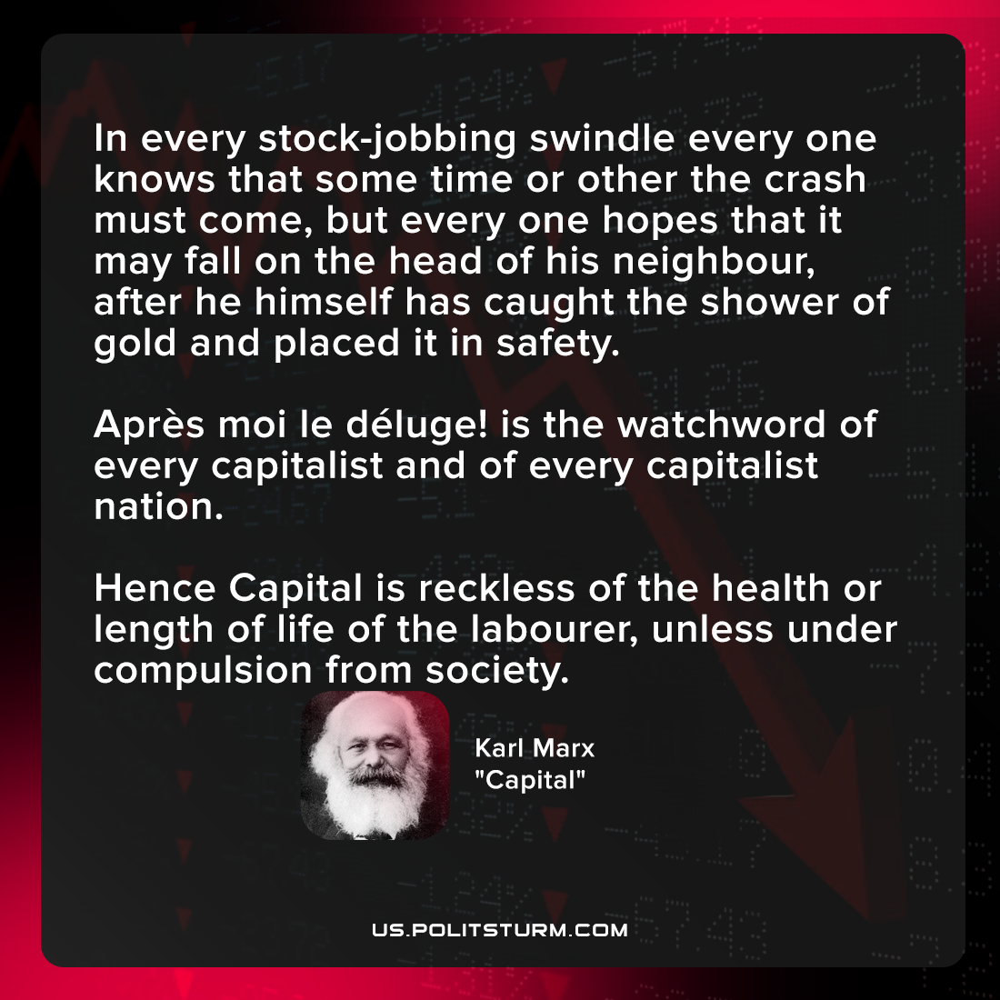 In every stock-jobbing swindle every one
knows that some time or other the crash
must come, but every one hopes that it
may fall on the head of his neighbour,
after he himself has caught the shower of
gold and placed it in safety.
Après moi le déluge! is the watchword of
every capitalist and of every capitalist
nation.
Hence Capital is reckless of the health or
length of life of the labourer, unless under
compulsion from society.
Karl Marx
"Capital"
US.POLITSTURM.COM